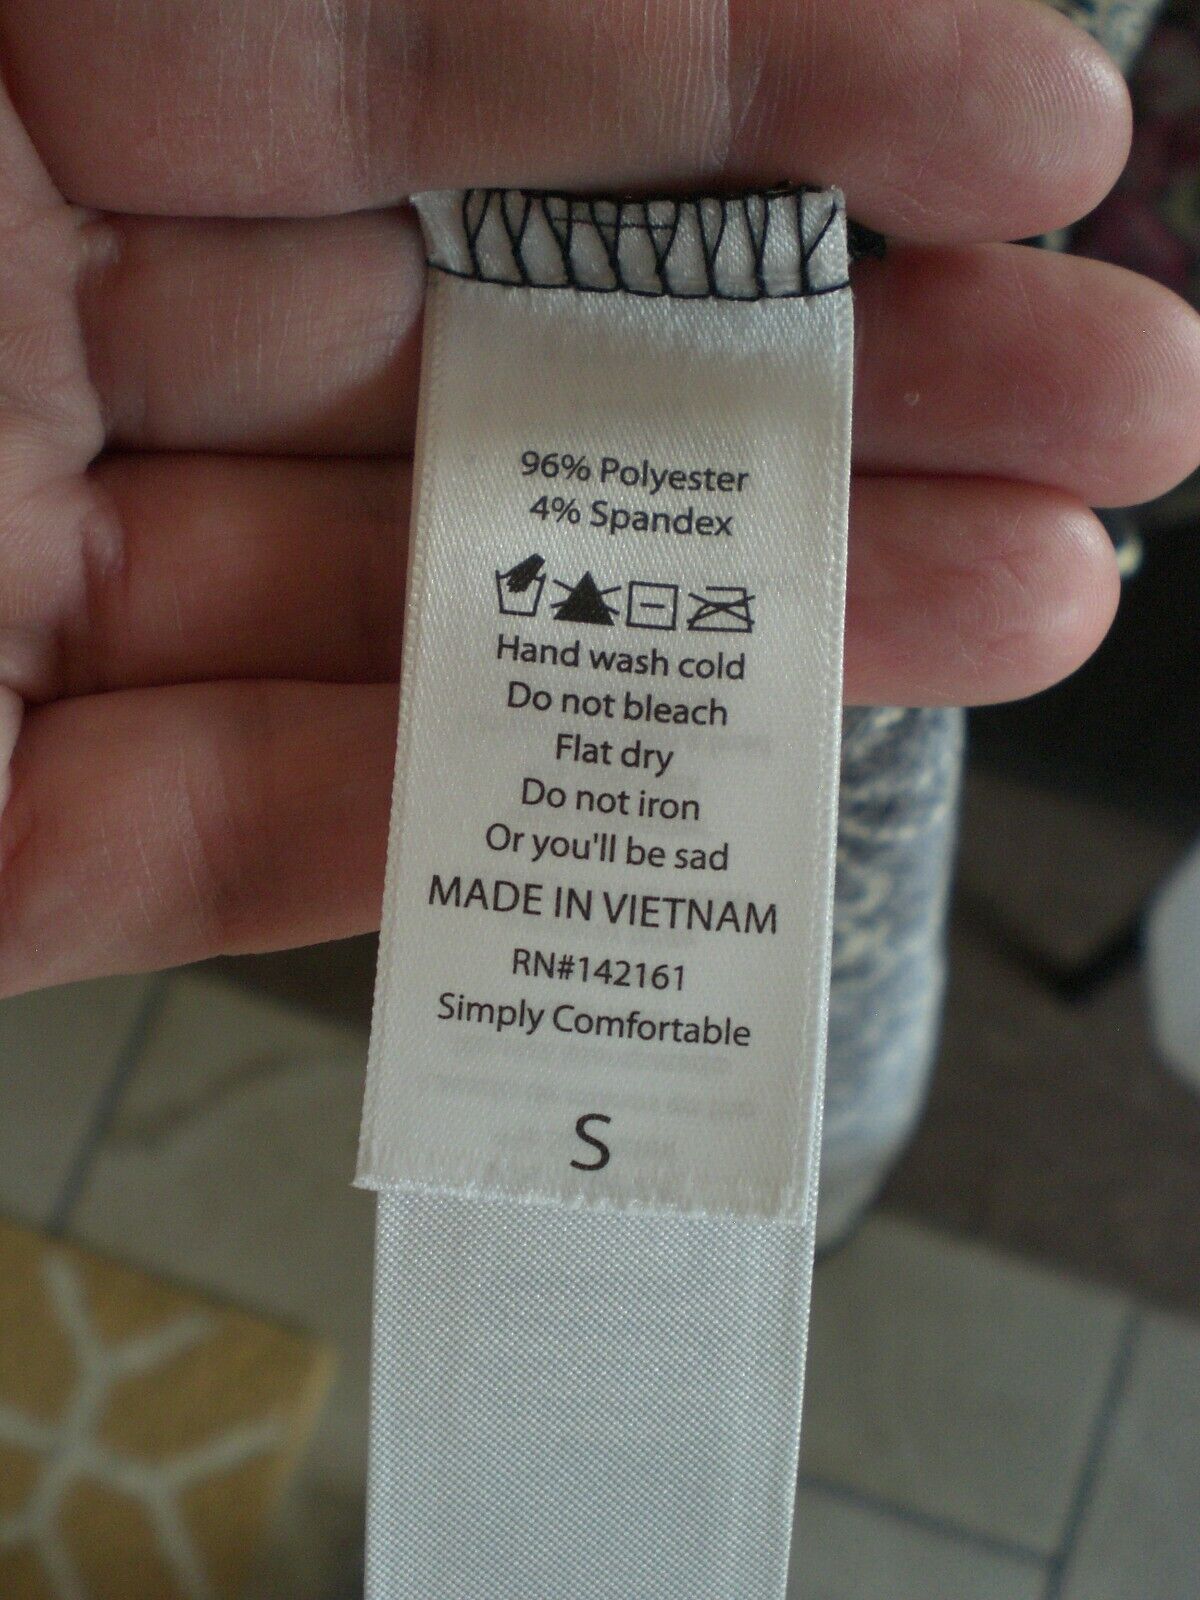 96% Polyester
4% Spandex
Hand wash cold
Do not bleach
Flat dry
Do not iron
Or you'll be sad
MADE IN VIETNAM
RN#142161
Simply Comfortable
S